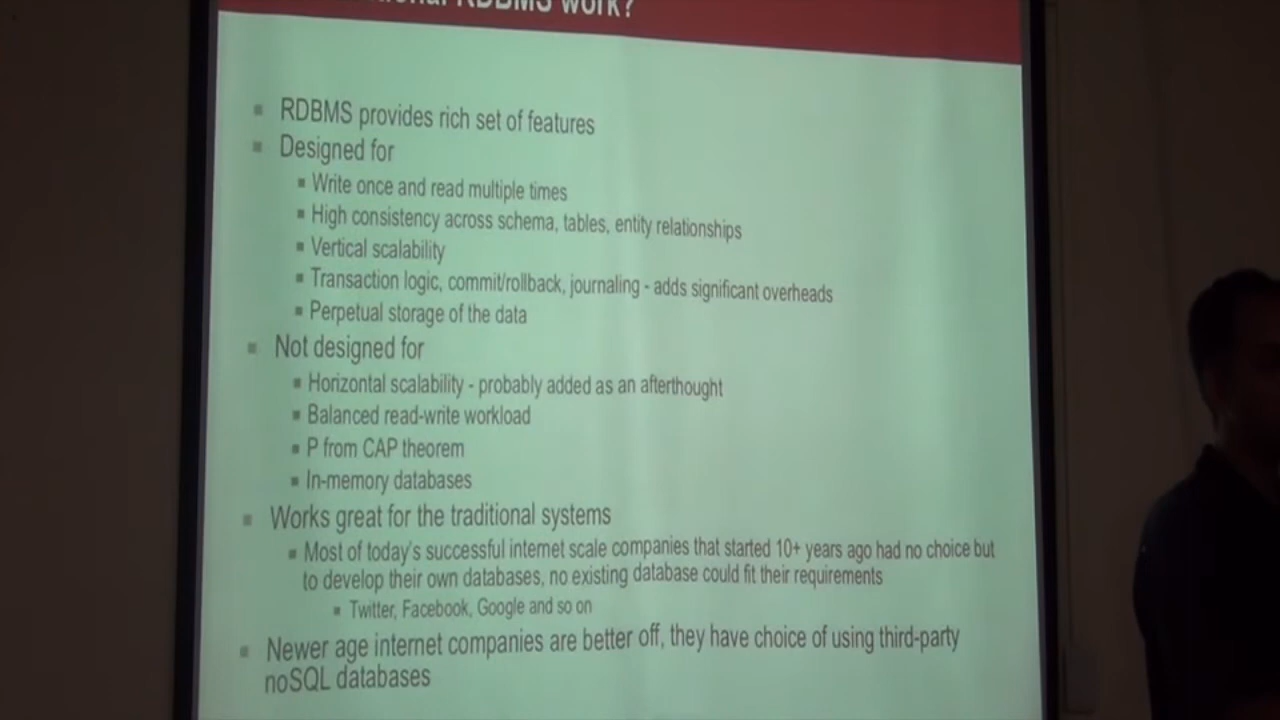 RDBMS work?
RDBMS provides rich set of features
Designed for
Write once and read multiple times
High consistency across schema, tables, entity relationships
Vertical scalability
Transaction logic, commit/rollback, journaling - adds significant overheads
Perpetual storage of the data
Not designed for
Horizontal scalability - probably added as an afterthought
Balanced read-write workload
P from CAP theorem
In-memory databases
Works great for the traditional systems
Most of today's successful internet scale companies that started 10+ years ago had no choice but
to develop their own databases, no existing database could fit their requirements
Twitter, Facebook, Google and so on
Newer age internet companies are better off, they have choice of using third-party
noSQL databases